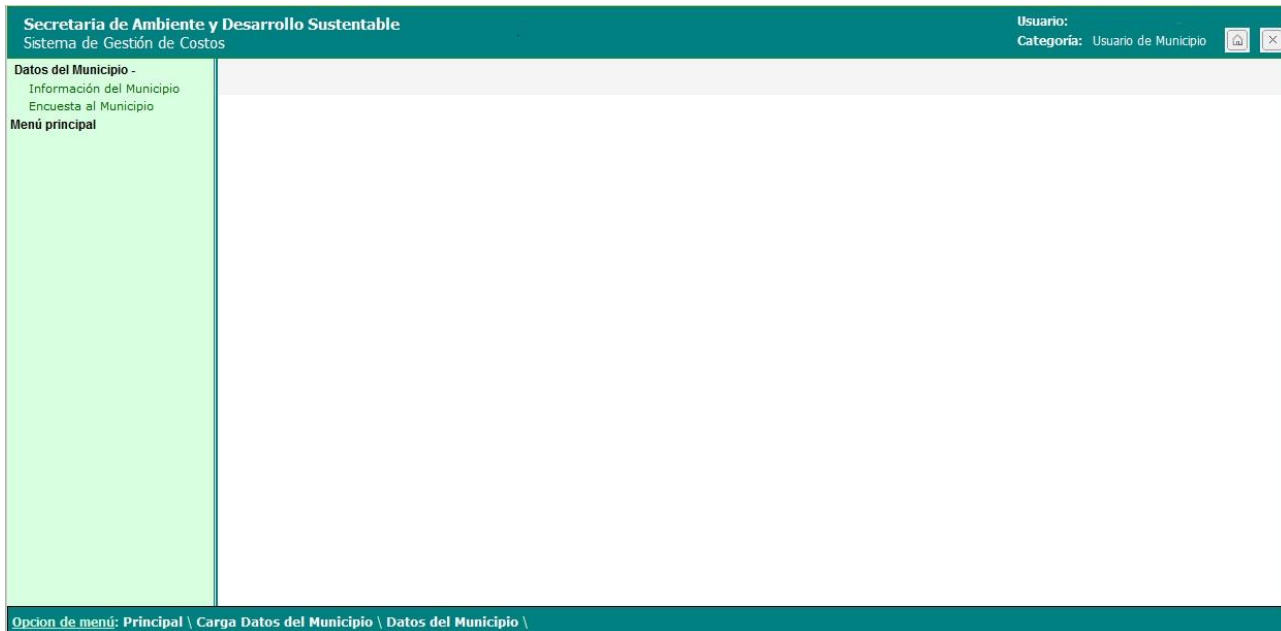 Secretaria de Ambiente y Desarrollo Sustentable
Sistema de Gestión de Costos
Usuario:
Categoría: Usuario de Municipio
Datos del Municipio -
Información del Municipio
Encuesta al Municipio
Menú principal
Opcion de menú: Principal \ Carga Datos del Municipio \ Datos del Municipio \